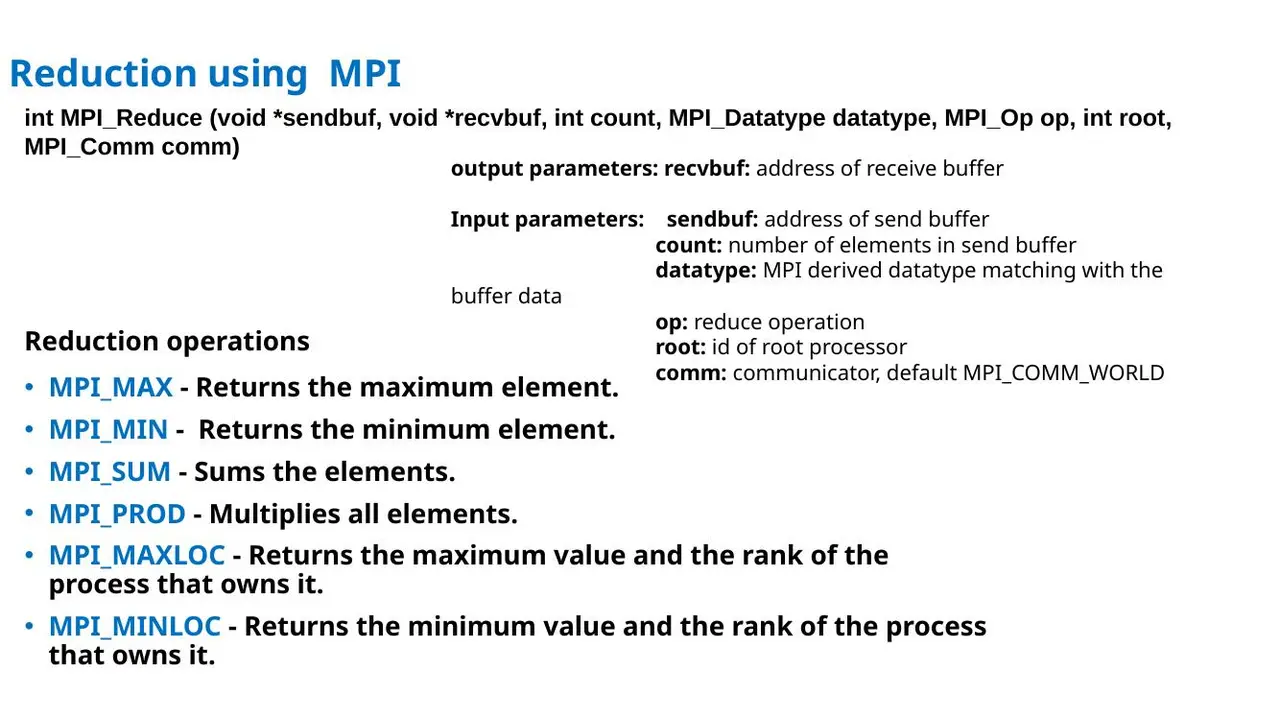 Reduction using  MPI
int MPI_Reduce (void *sendbuf, void *recvbuf, int count, MPI_Datatype datatype, MPI_Op op, int root,
MPI_Comm comm)
output parameters: recvbuf: address of receive buffer
Input parameters:    sendbuf: address of send buffer
count: number of elements in send buffer
datatype: MPI derived datatype matching with the
buffer data
op: reduce operation
root: id of root processor
comm: communicator, default MPI_COMM_WORLD
Reduction operations
• MPI_MAX - Returns the maximum element.
• MPI_MIN -  Returns the minimum element.
• MPI_SUM - Sums the elements.
• MPI_PROD - Multiplies all elements.
• MPI_MAXLOC - Returns the maximum value and the rank of the
process that owns it.
• MPI_MINLOC - Returns the minimum value and the rank of the process
that owns it.